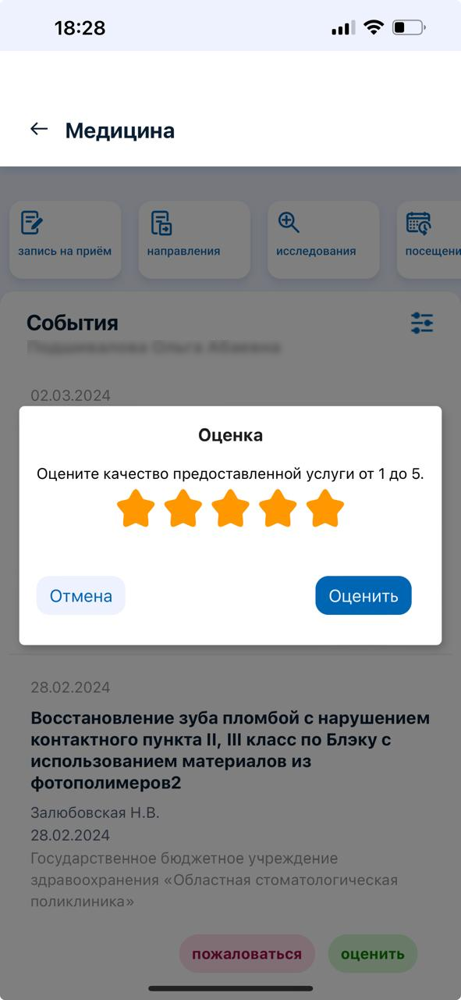 18:28
Медицина
запись на приём
направления
исследования
посещени
События
02.03.2024
Оценка
Оцените качество предоставленной услуги от 1 до 5.
Отмена
Оценить
28.02.2024
Восстановление зуба пломбой с нарушением
контактного пункта II, III класс по Блэку с
использованием материалов из
фотополимеров2
Залюбовская Н.В.
28.02.2024
Государственное бюджетное учреждение
здравоохранения «Областная стоматологическая
поликлиника»
пожаловаться
оценить